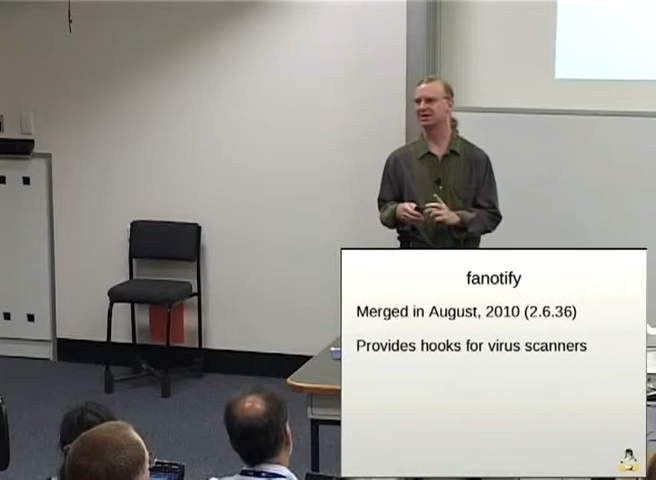 fanotify
Merged in August, 2010 (2.6.36)
Provides hooks for virus scanners